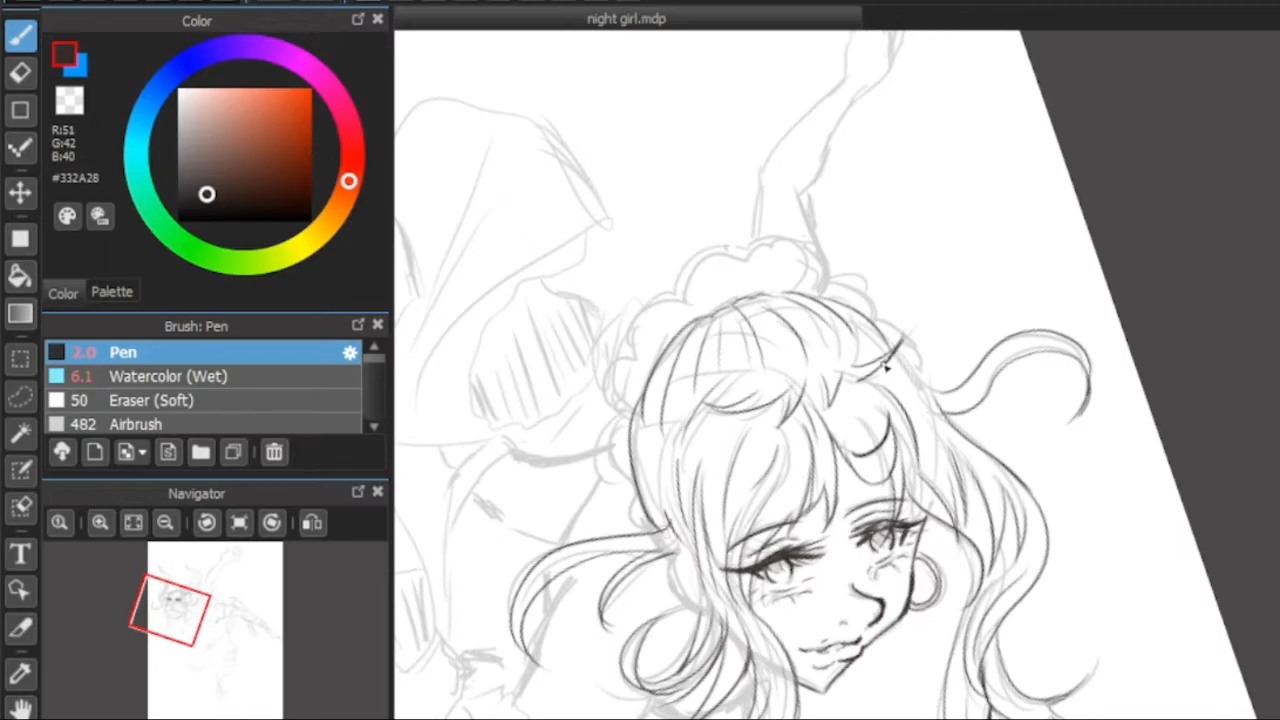 Color
night girl.mdp
R:51
G:42
B:40
#332A28
Color Palette
Brush: Pen
2.0 Pen
6.1 Watercolor (Wet)
50 Eraser (Soft)
482 Airbrush
Navigator